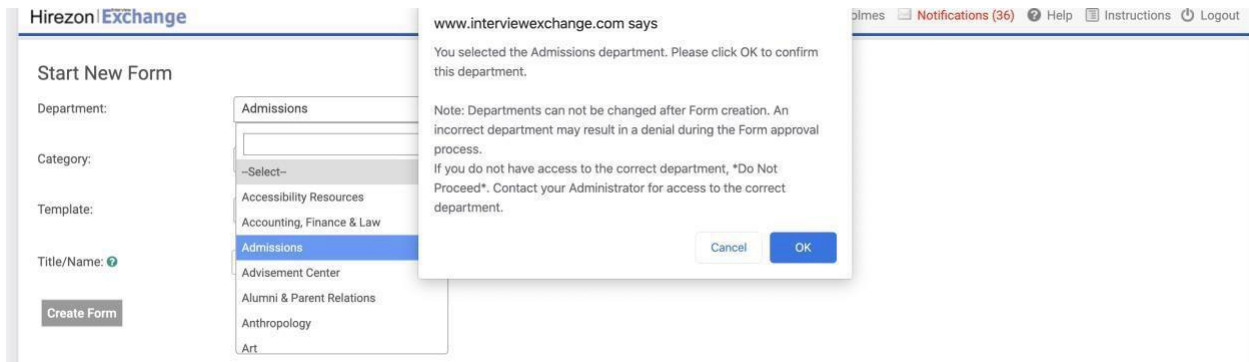 Hirezon Exchange
Notifications (36) Help Instructions Logout
www.interviewexchange.com says
You selected the Admissions department. Please click OK to confirm
this department.
Note: Departments can not be changed after Form creation. An
incorrect department may result in a denial during the Form approval
process.
If you do not have access to the correct department, *Do Not
Proceed*. Contact your Administrator for access to the correct
department.
Cancel OK
Start New Form
Department:
Admissions
Category:
--Select--
Accessibility Resources
Template:
Accounting, Finance & Law
Admissions
Title/Name:
Advisement Center
Alumni & Parent Relations
Create Form
Anthropology
Art